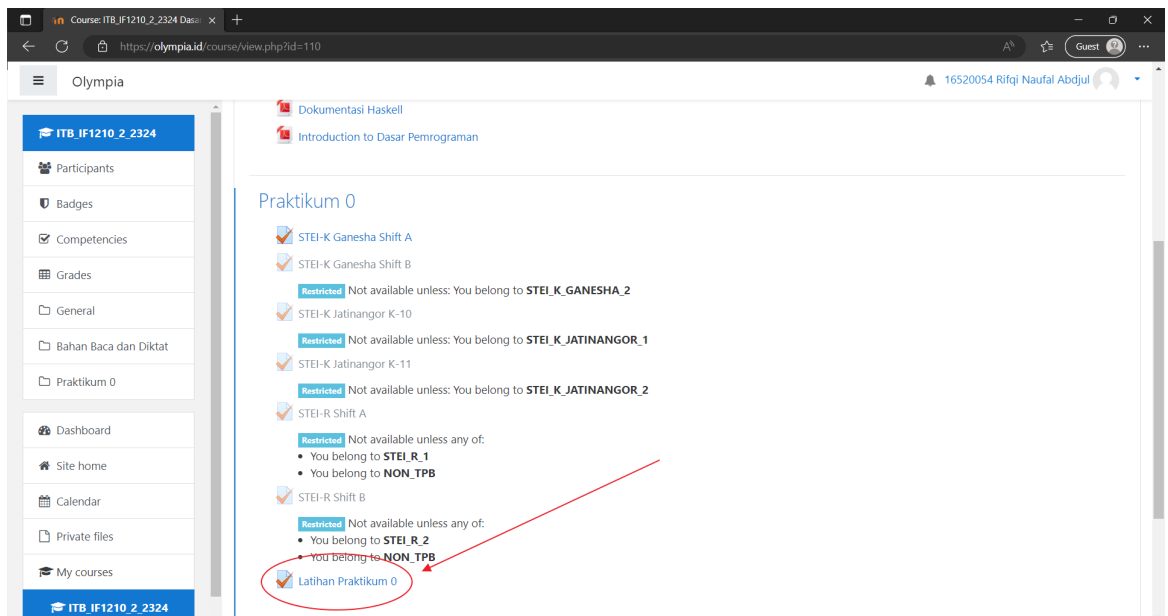 Course: ITB_IF1210_2_2324 Dasa
https://olympia.id/course/view.php?id=110
Guest
Olympia
16520054 Rifqi Naufal Abdjul
ITB_IF1210_2_2324
Participants
Badges
Competencies
Grades
General
Bahan Baca dan Diktat
Praktikum 0
Dashboard
Site home
Calendar
Private files
My courses
ITB_IF1210_2_2324
Dokumentasi Haskell
Introduction to Dasar Pemrograman
Praktikum 0
STEI-K Ganesha Shift A
STEI-K Ganesha Shift B
Restricted Not available unless: You belong to STEI_K_GANESHA_2
STEI-K Jatinangor K-10
Restricted Not available unless: You belong to STEI_K_JATINANGOR_1
STEI-K Jatinangor K-11
Restricted Not available unless: You belong to STEI_K_JATINANGOR_2
STEI-R Shift A
Restricted Not available unless any of:
• You belong to STEI_R_1
• You belong to NON_TPB
STEI-R Shift B
Restricted Not available unless any of:
• You belong to STEI_R_2
• You belong to NON_TPB
Latihan Praktikum 0